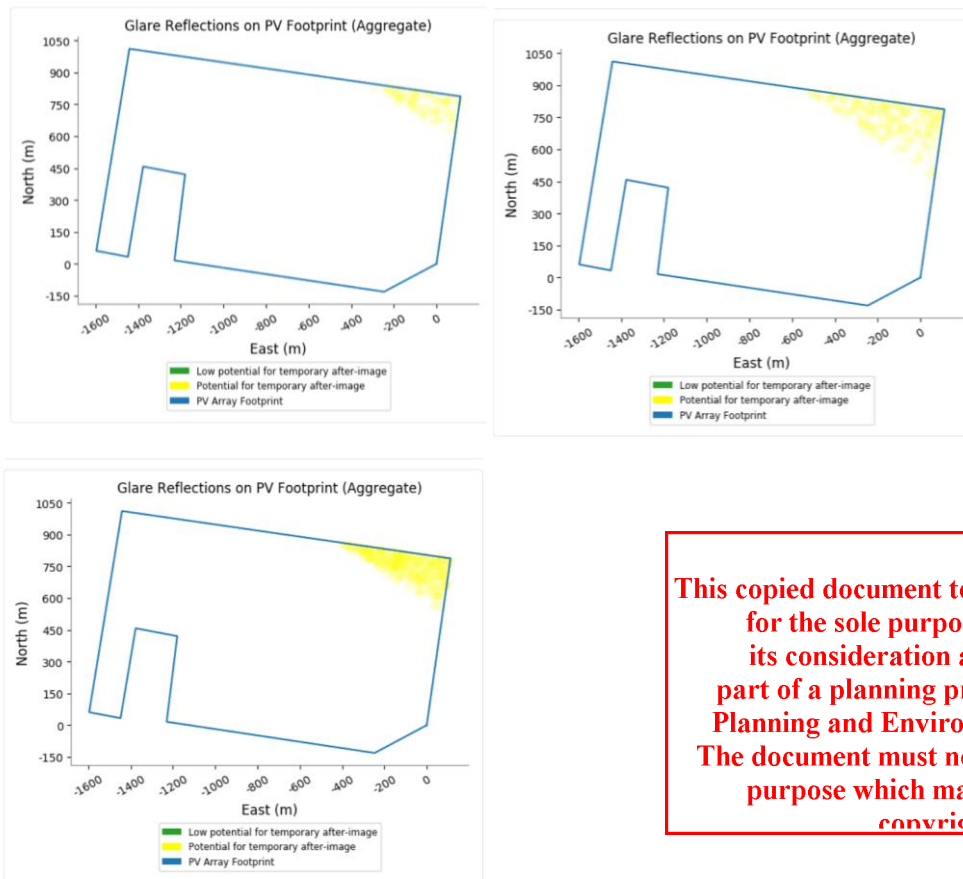 Glare Reflections on PV Footprint (Aggregate)
1050
900
750
600
450
300
150
0
-150
North (m)
-1600
-1400
-1200
-1000
-800
-600
-400
-200
0
East (m)
Low potential for temporary after-image
Potential for temporary after-image
PV Array Footprint
Glare Reflections on PV Footprint (Aggregate)
1050
900
750
600
450
300
150
0
-150
North (m)
-1600
-1400
-1200
-1000
-800
-600
-400
-200
0
East (m)
Low potential for temporary after-image
Potential for temporary after-image
PV Array Footprint
Glare Reflections on PV Footprint (Aggregate)
1050
900
750
600
450
300
150
0
-150
North (m)
-1600
-1400
-1200
-1000
-800
-600
-400
-200
0
East (m)
Low potential for temporary after-image
Potential for temporary after-image
PV Array Footprint
This copied document to
for the sole purpo
its consideration a
part of a planning pr
Planning and Enviro
The document must no
purpose which ma